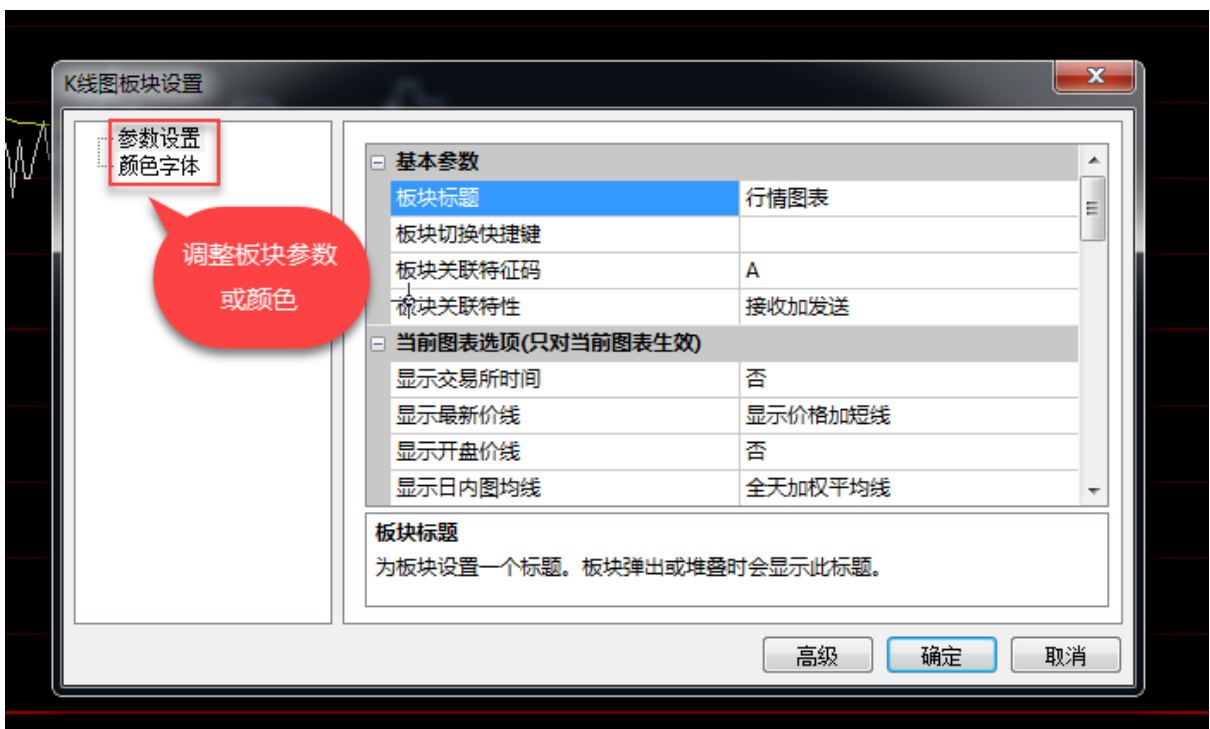 K线图板块设置
参数设置
颜色字体
调整板块参数
或颜色
基本参数
板块标题 行情图表
板块切换快捷键
板块关联特征码 A
板块关联特性 接收加发送
当前图表选项(只对当前图表生效)
显示交易所时间 否
显示最新价线 显示价格加短线
显示开盘价线 否
显示日内图均线 全天加权平均线
板块标题
为板块设置一个标题。板块弹出或堆叠时会显示此标题。
高级 确定 取消